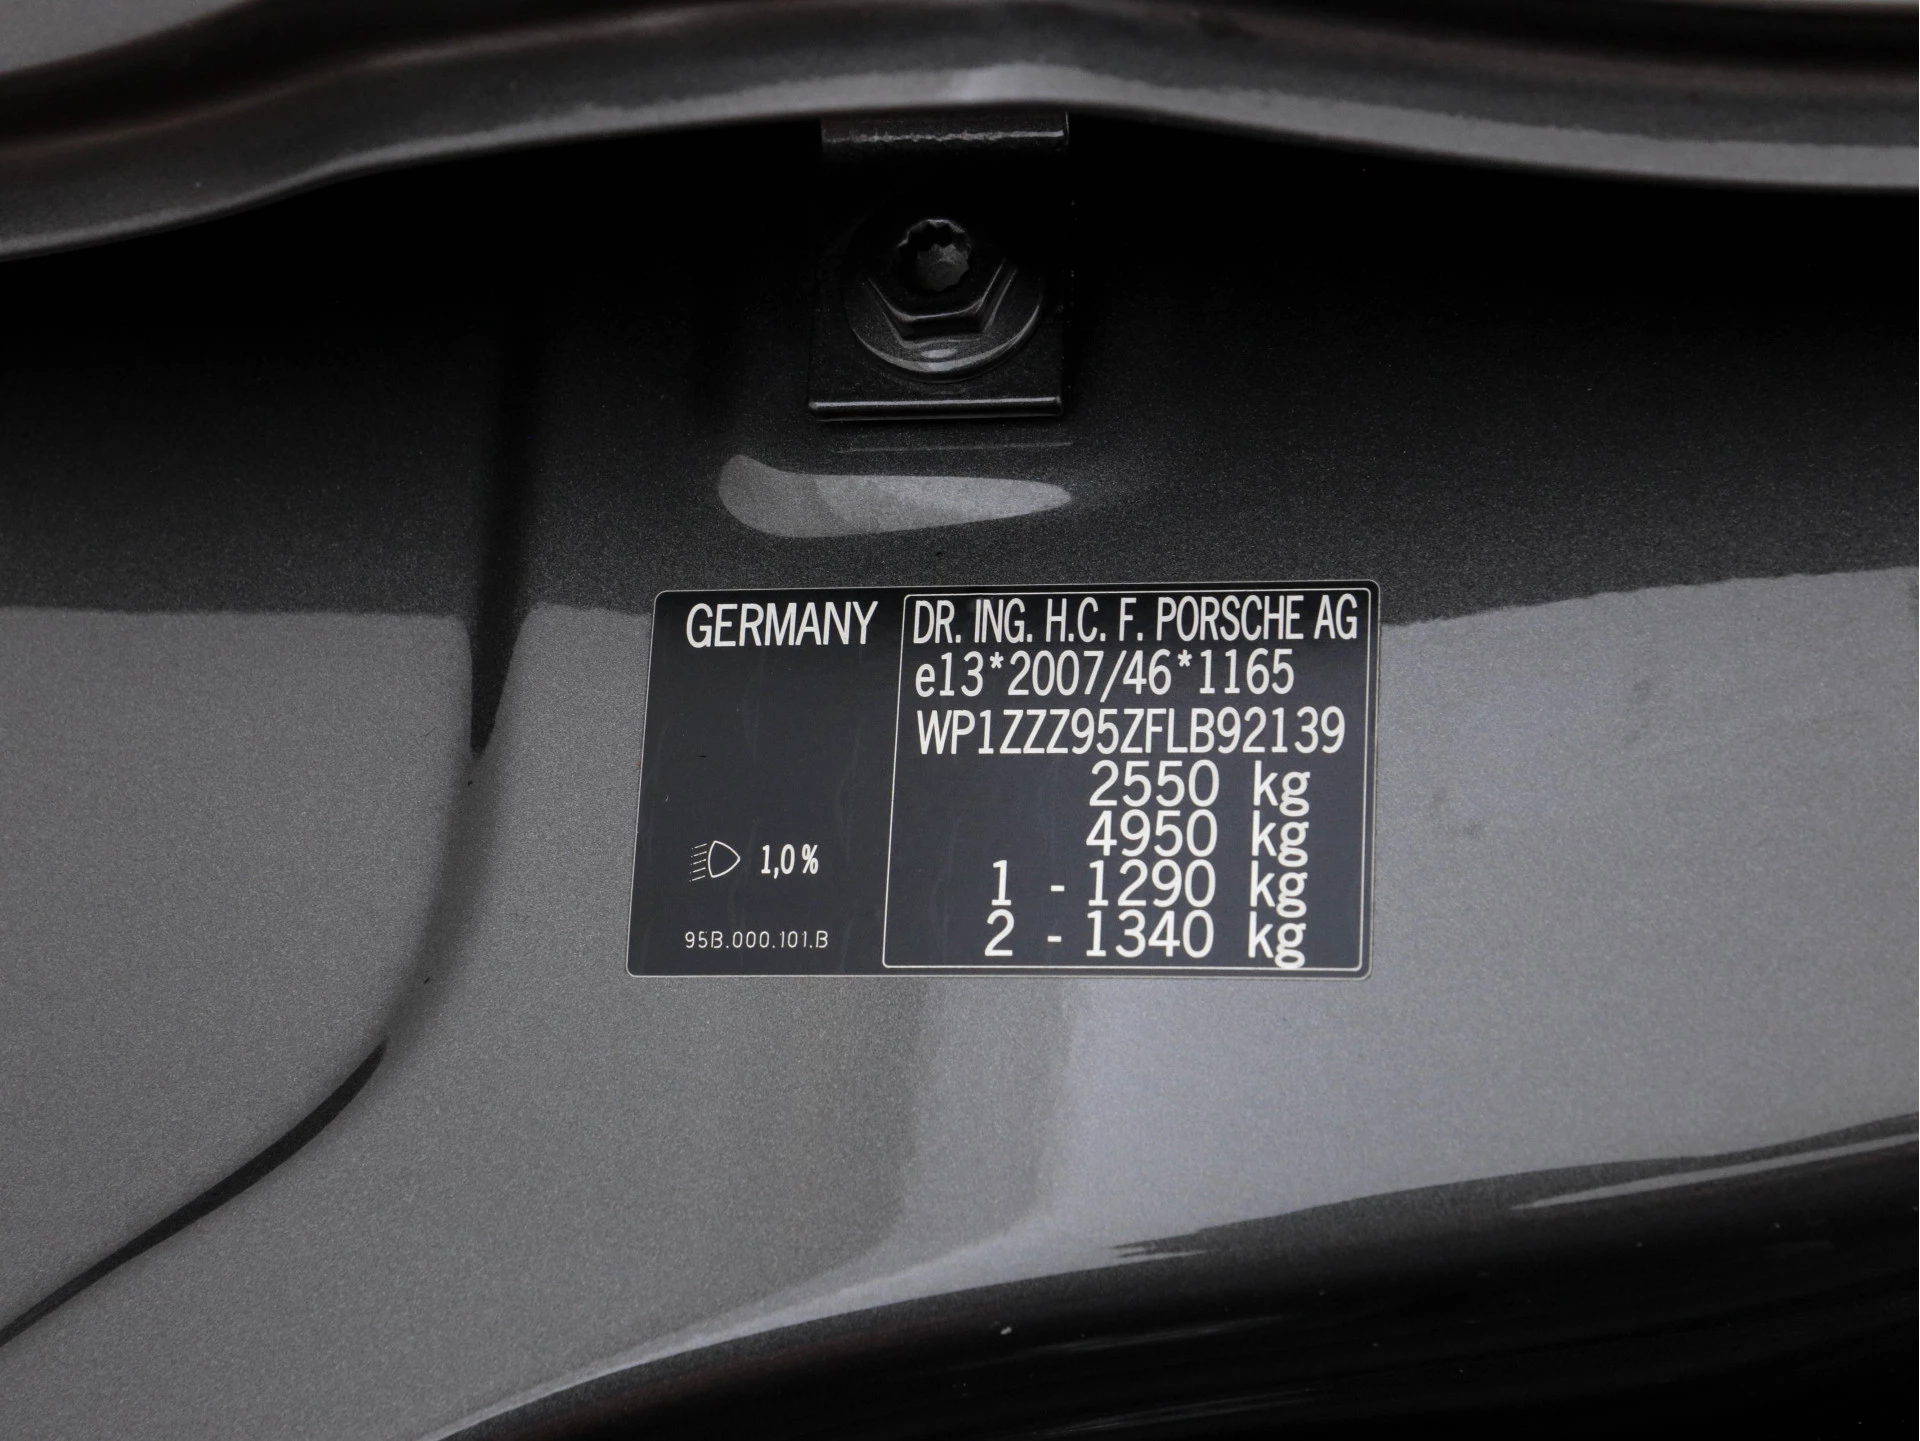 GERMANY
DR. ING. H.C. F. PORSCHE AG
e13*2007/46*1165
WP1ZZZ95ZFLB92139
2550 kg
4950 kg
1 - 1290 kg
2 - 1340 kg
1,0 %
95B.000.101.B